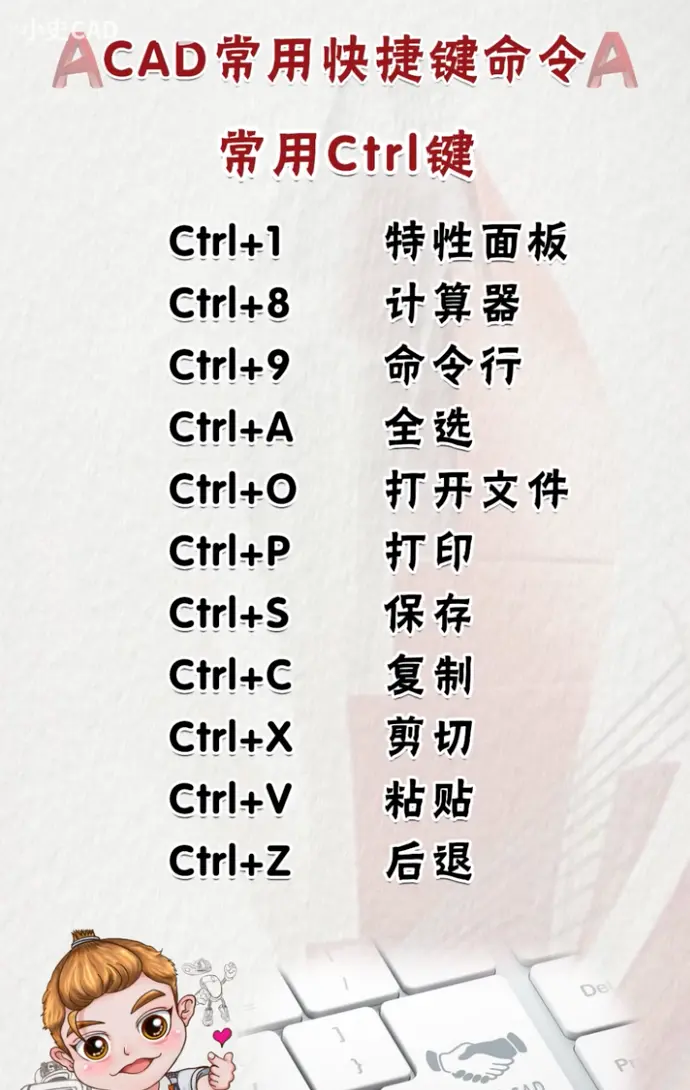 小史CAD
ACAD常用快捷键命令A
常用Ctrl键
Ctrl+1 特性面板
Ctrl+8 计算器
Ctrl+9 命令行
Ctrl+A 全选
Ctrl+O 打开文件
Ctrl+P 打印
Ctrl+S 保存
Ctrl+C 复制
Ctrl+X 剪切
Ctrl+V 粘贴
Ctrl+Z 后退